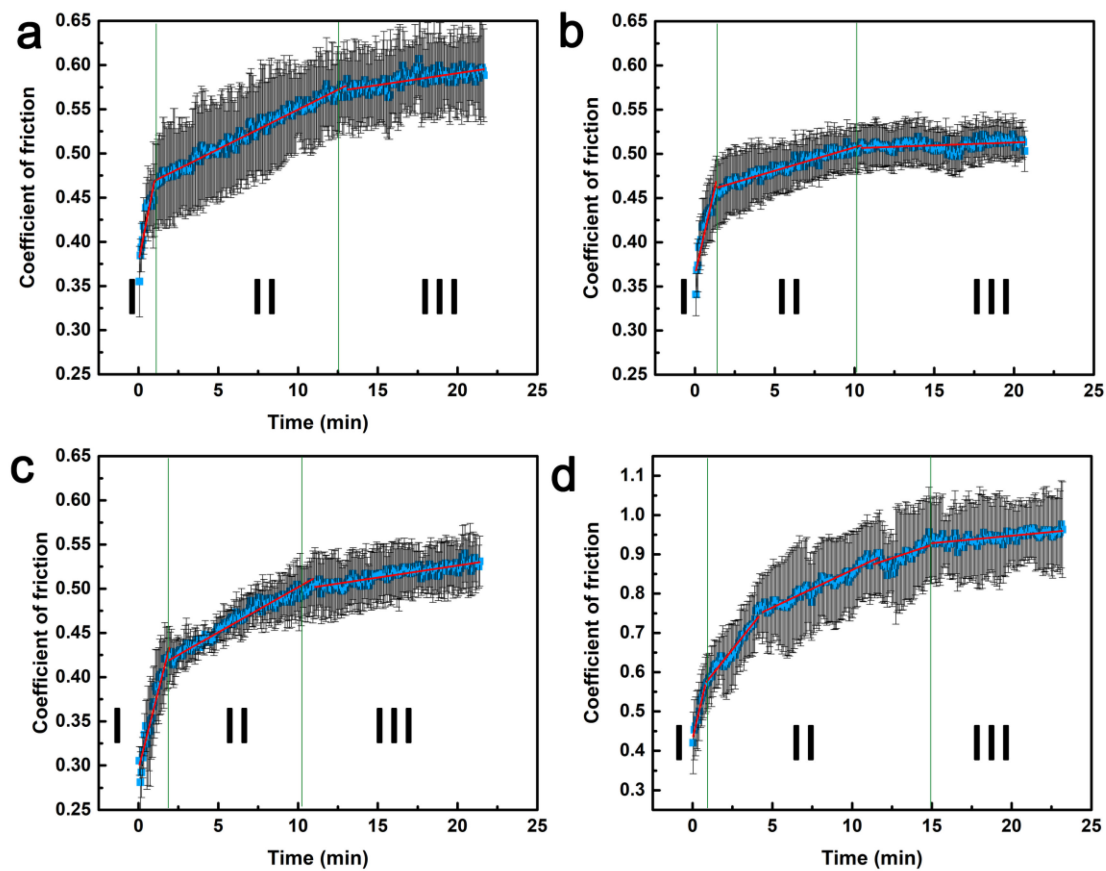 a
Coefficient of friction
0.65
0.60
0.55
0.50
0.45
0.40
0.35
0.30
0.25
I II III
0 5 10 15 20 25
Time (min)
b
Coefficient of friction
0.65
0.60
0.55
0.50
0.45
0.40
0.35
0.30
0.25
I II III
0 5 10 15 20 25
Time (min)
c
Coefficient of friction
0.65
0.60
0.55
0.50
0.45
0.40
0.35
0.30
0.25
I II III
0 5 10 15 20 25
Time (min)
d
Coefficient of friction
1.1
1.0
0.9
0.8
0.7
0.6
0.5
0.4
0.3
I II III
0 5 10 15 20 25
Time (min)